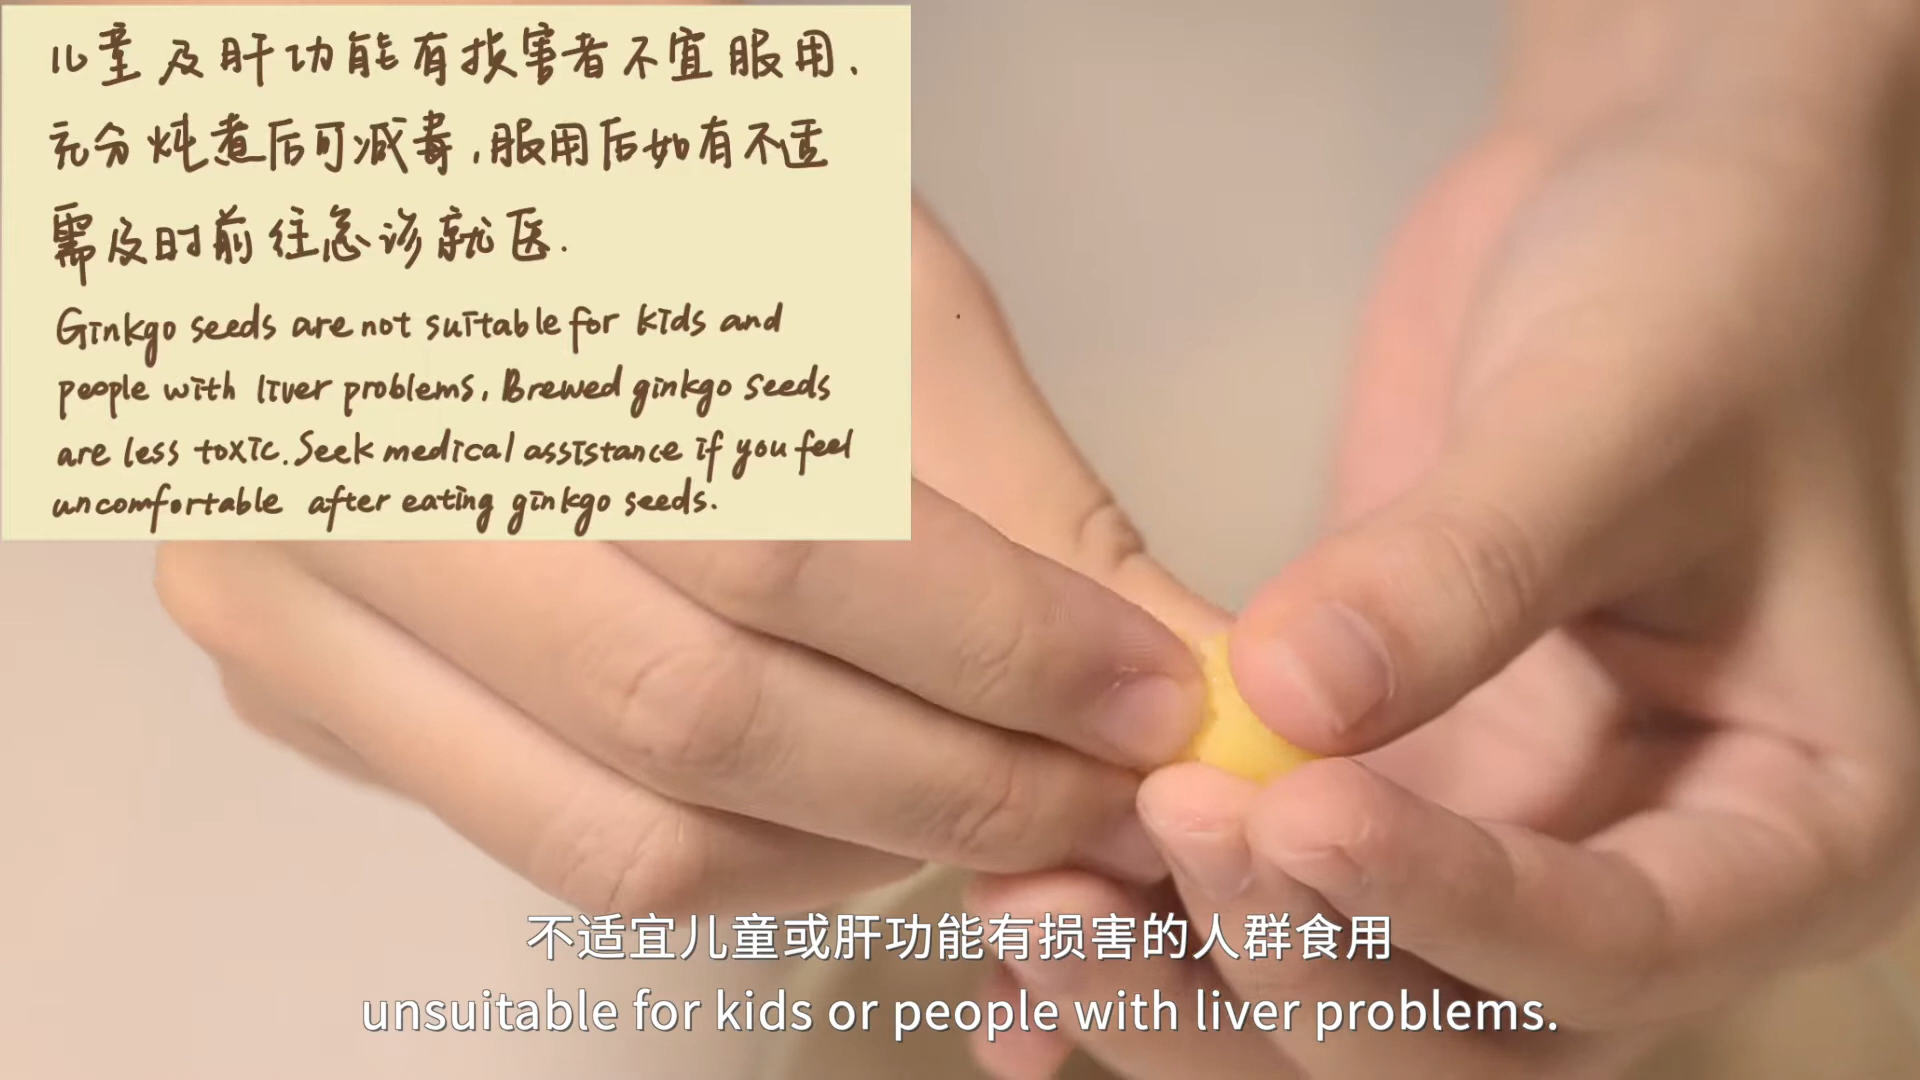 儿童及肝功能有损害者不宜服用.
充分炖煮后可减毒,服用后如有不适
需及时前往急诊就医.
Ginkgo seeds are not suitable for kids and
people with liver problems. Brewed ginkgo seeds
are less toxic. Seek medical assistance if you feel
uncomfortable after eating ginkgo seeds.
不适宜儿童或肝功能有损害的人群食用
unsuitable for kids or people with liver problems.